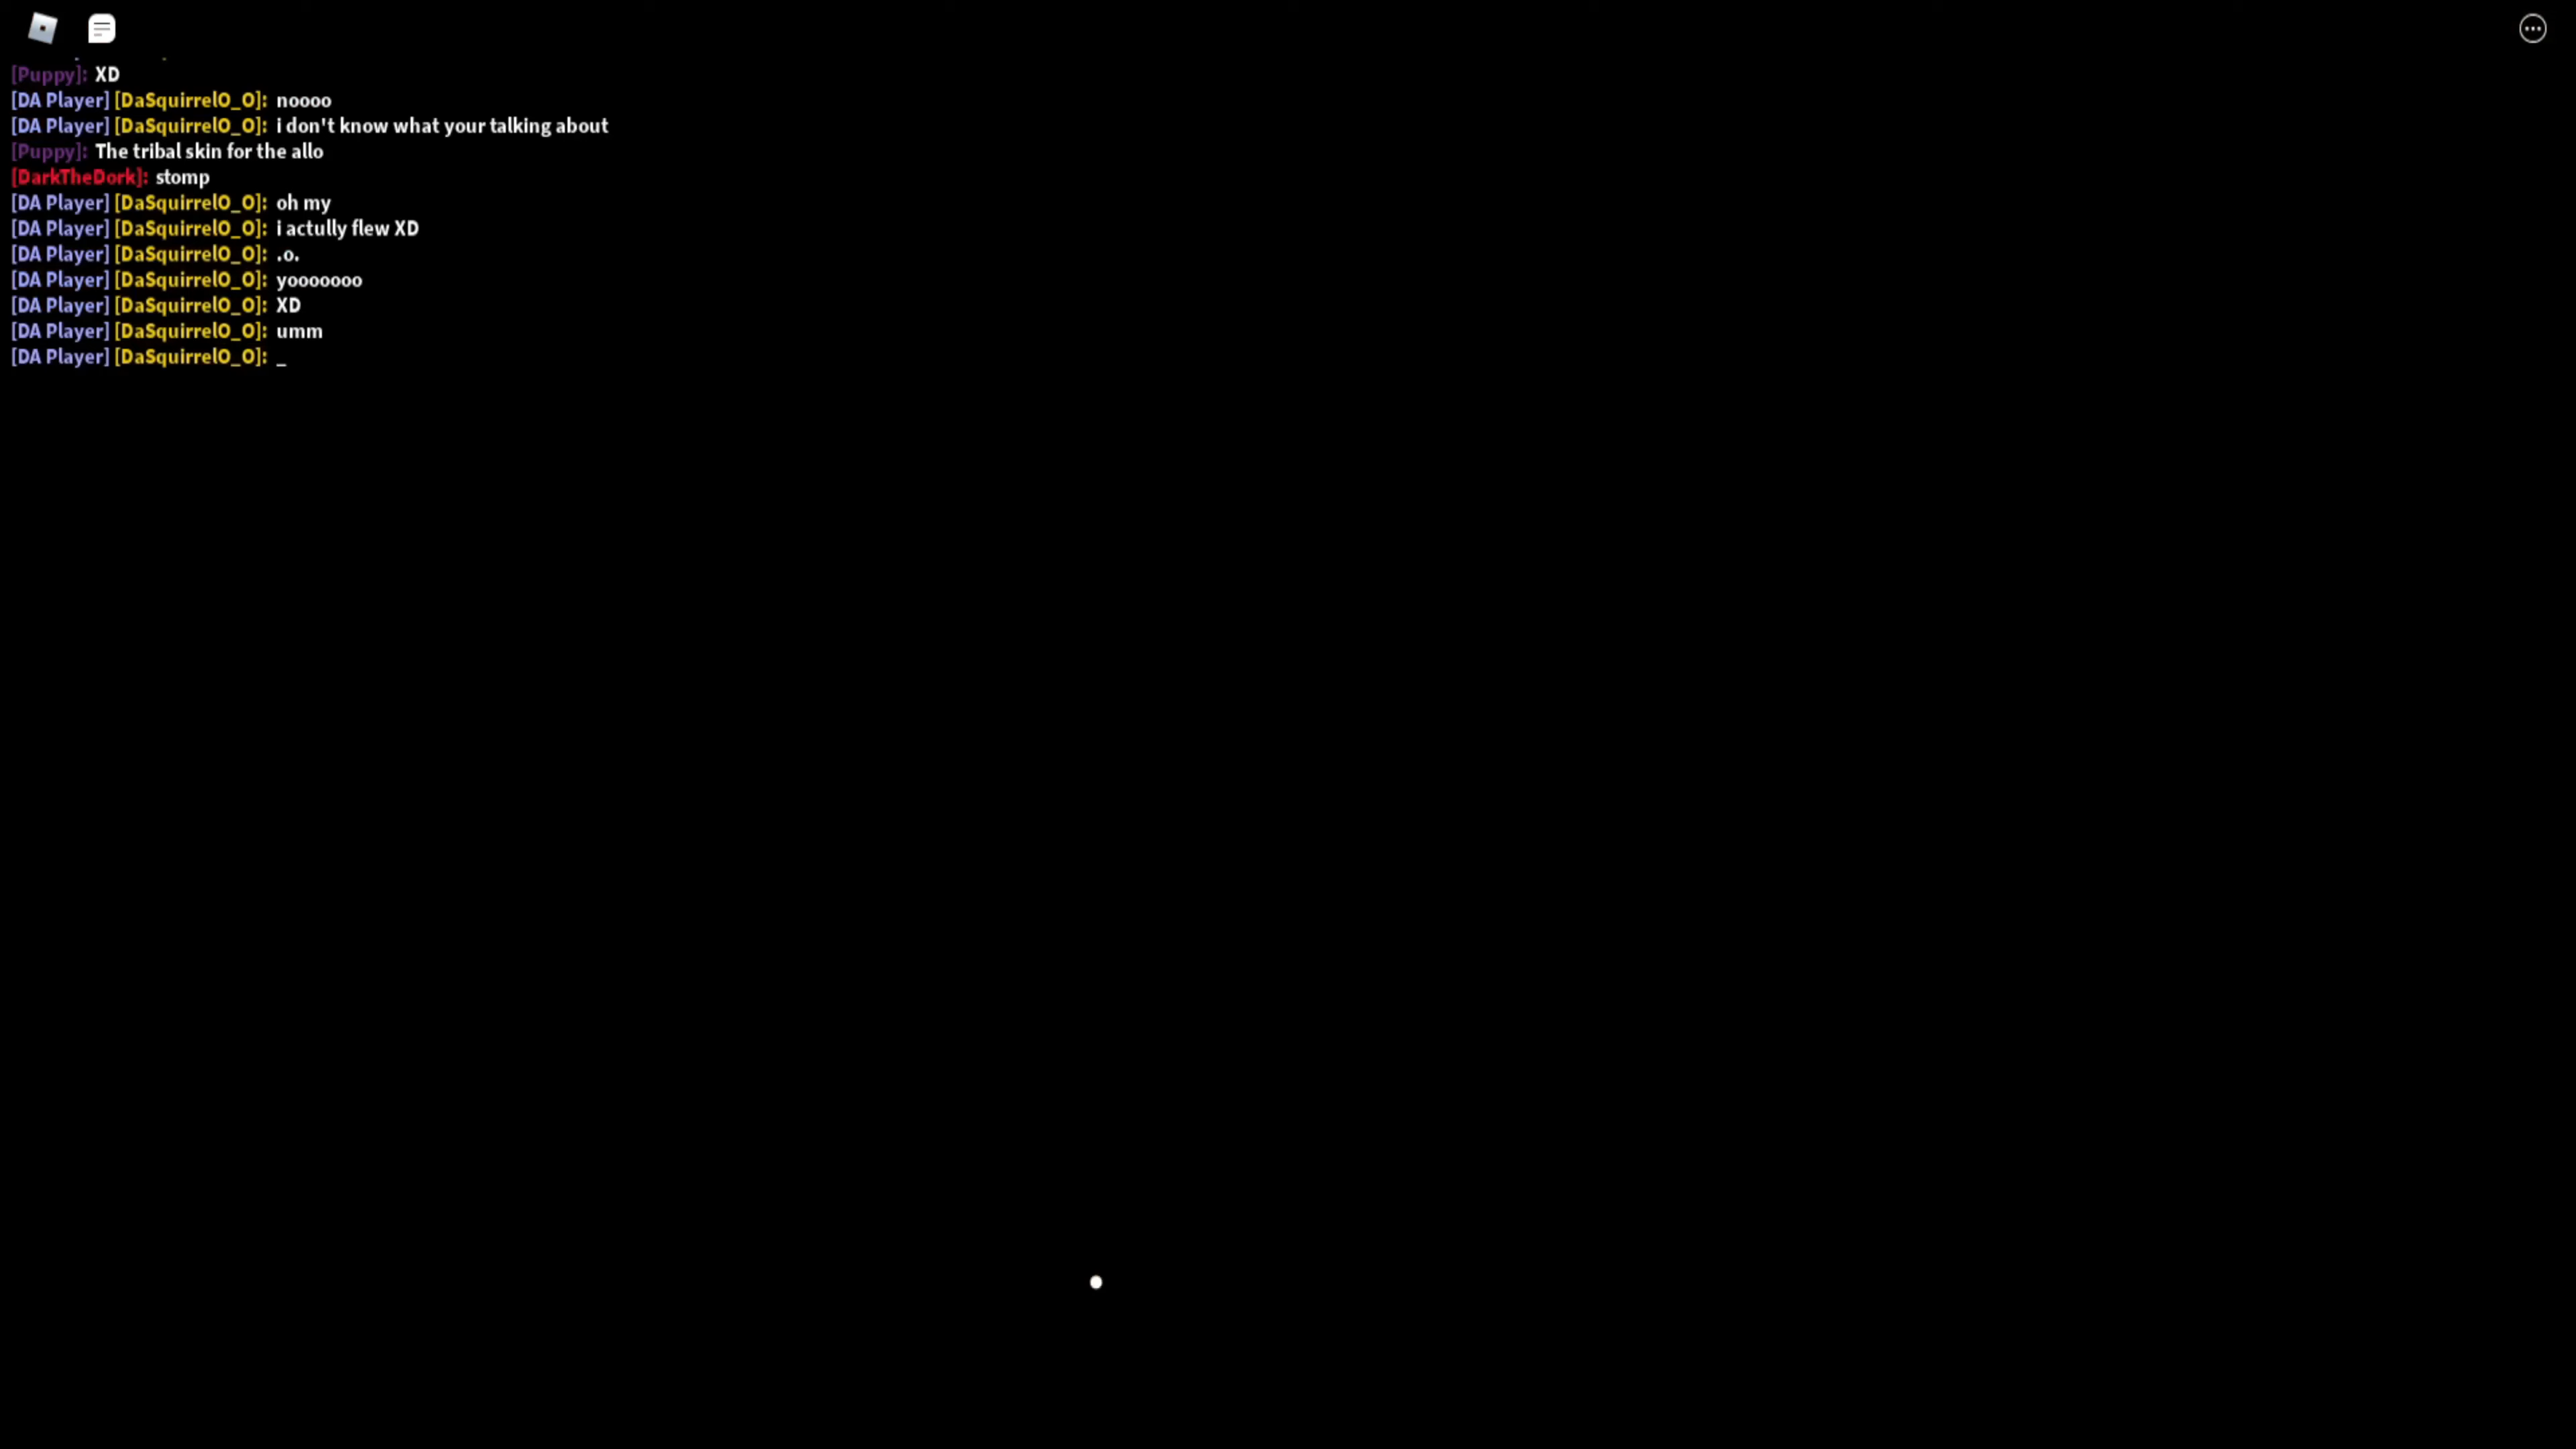 [Puppy]: XD
[DA Player] [DaSquirrelO_O]: noooo
[DA Player] [DaSquirrelO_O]: i don't know what your talking about
[Puppy]: The tribal skin for the allo
[DarkTheDork]: stomp
[DA Player] [DaSquirrelO_O]: oh my
[DA Player] [DaSquirrelO_O]: i actully flew XD
[DA Player] [DaSquirrelO_O]: .o.
[DA Player] [DaSquirrelO_O]: yooooooo
[DA Player] [DaSquirrelO_O]: XD
[DA Player] [DaSquirrelO_O]: umm
[DA Player] [DaSquirrelO_O]: _